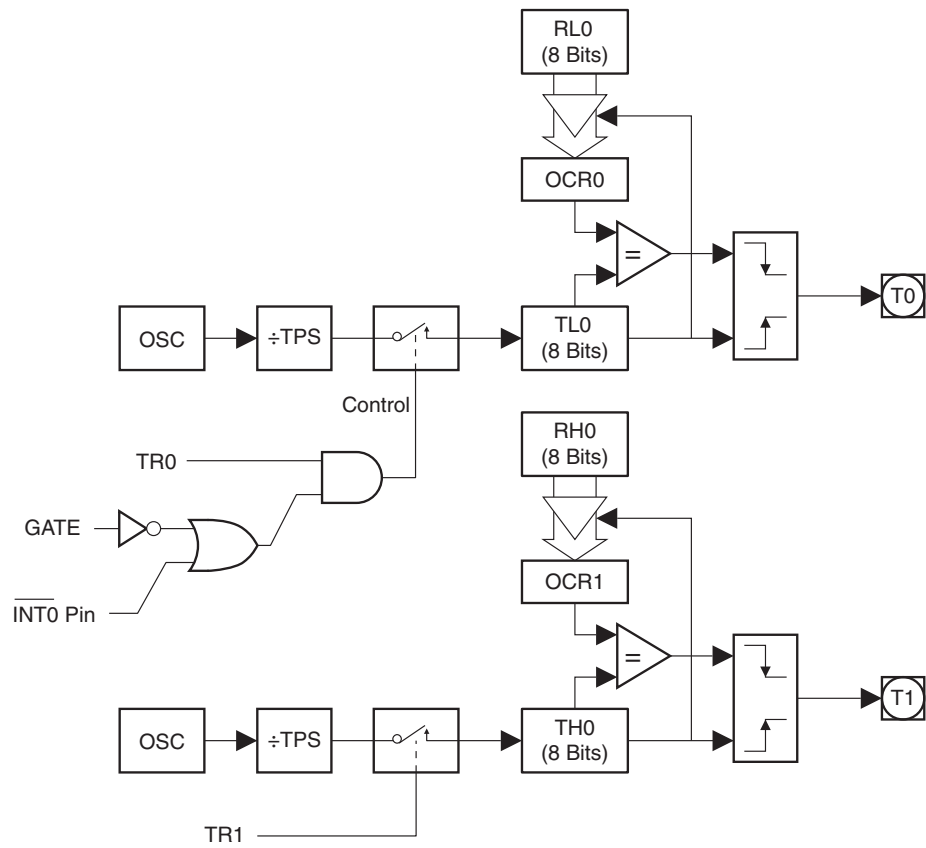 RL0
(8 Bits)
OCR0
=
T0
OSC
÷TPS
TL0
(8 Bits)
Control
TR0
GATE
INT0 Pin
RH0
(8 Bits)
OCR1
=
T1
OSC
÷TPS
TH0
(8 Bits)
TR1